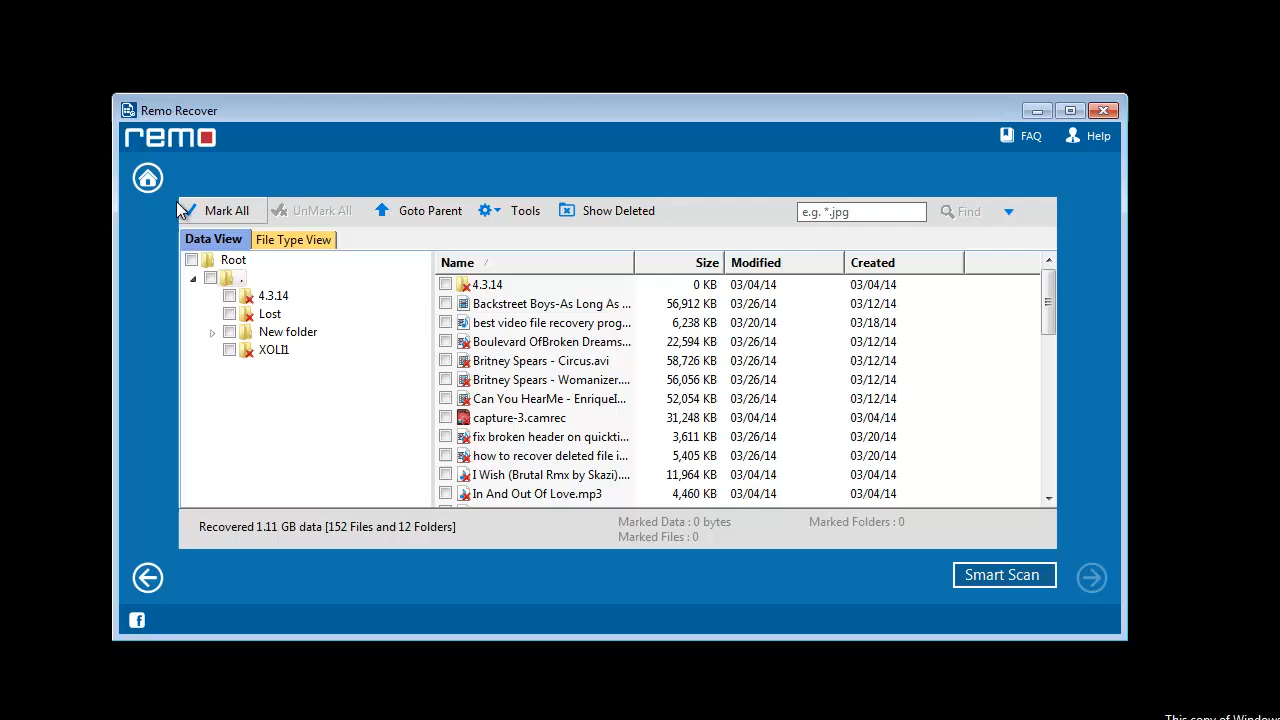 Remo Recover
remo
FAQ Help
Mark All UnMark All Goto Parent Tools Show Deleted e.g. *.jpg Find
Data View File Type View
Root
.
4.3.14
Lost
New folder
XOLI1
Name Size Modified Created
4.3.14 0 KB 03/04/14 03/04/14
Backstreet Boys-As Long As ... 56,912 KB 03/26/14 03/12/14
best video file recovery prog... 6,238 KB 03/20/14 03/18/14
Boulevard OfBroken Dreams... 22,594 KB 03/26/14 03/12/14
Britney Spears - Circus.avi 58,726 KB 03/26/14 03/12/14
Britney Spears - Womanizer.... 56,056 KB 03/26/14 03/12/14
Can You HearMe - EnriqueI... 52,054 KB 03/26/14 03/12/14
capture-3.camrec 31,248 KB 03/04/14 03/04/14
fix broken header on quickti... 3,611 KB 03/26/14 03/20/14
how to recover deleted file i... 5,405 KB 03/26/14 03/20/14
I Wish (Brutal Rmx by Skazi).... 11,964 KB 03/04/14 03/04/14
In And Out Of Love.mp3 4,460 KB 03/04/14 03/04/14
Recovered 1.11 GB data [152 Files and 12 Folders]
Marked Data : 0 bytes Marked Folders : 0
Marked Files : 0
Smart Scan
This copy of Window